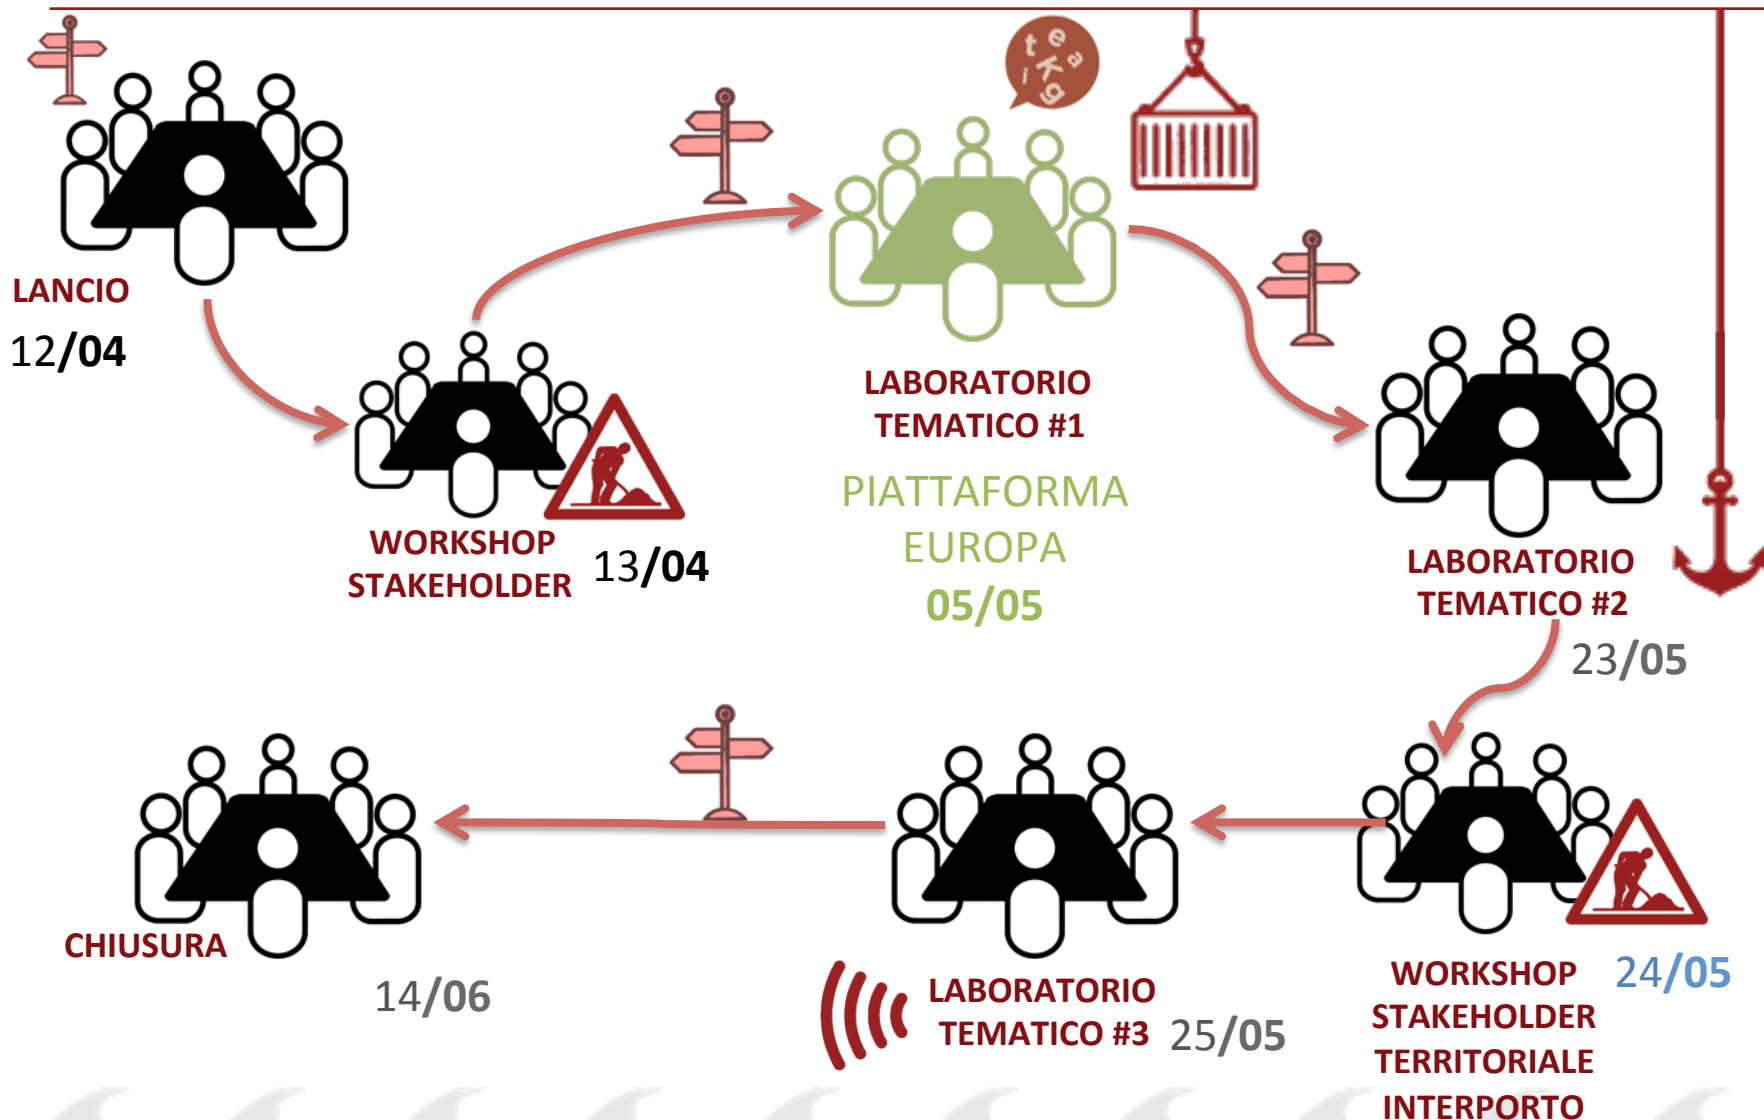 t e a
i K g
LANCIO
12/04
WORKSHOP
STAKEHOLDER
13/04
LABORATORIO
TEMATICO #1
PIATTAFORMA
EUROPA
05/05
LABORATORIO
TEMATICO #2
23/05
WORKSHOP
STAKEHOLDER
TERRITORIALE
INTERPORTO
24/05
LABORATORIO
TEMATICO #3
25/05
CHIUSURA
14/06